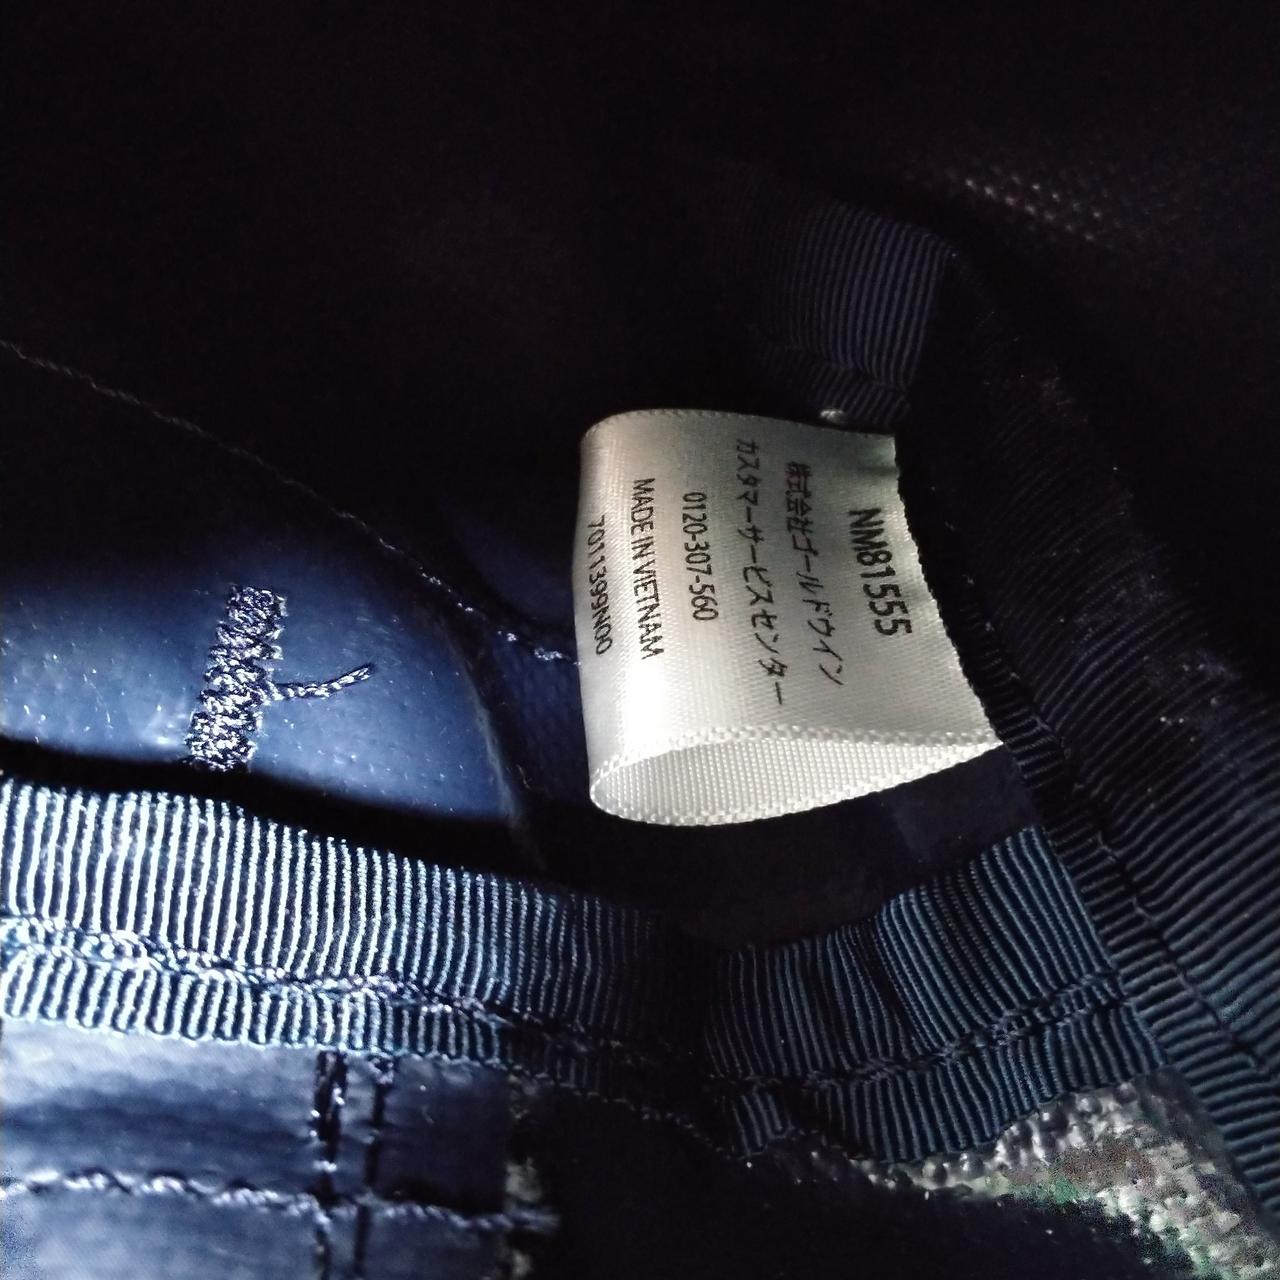 NM81555
株式会社ゴールドウイン
カスタマーサービスセンター
0120-307-560
MADE IN VIETNAM
7011399N00